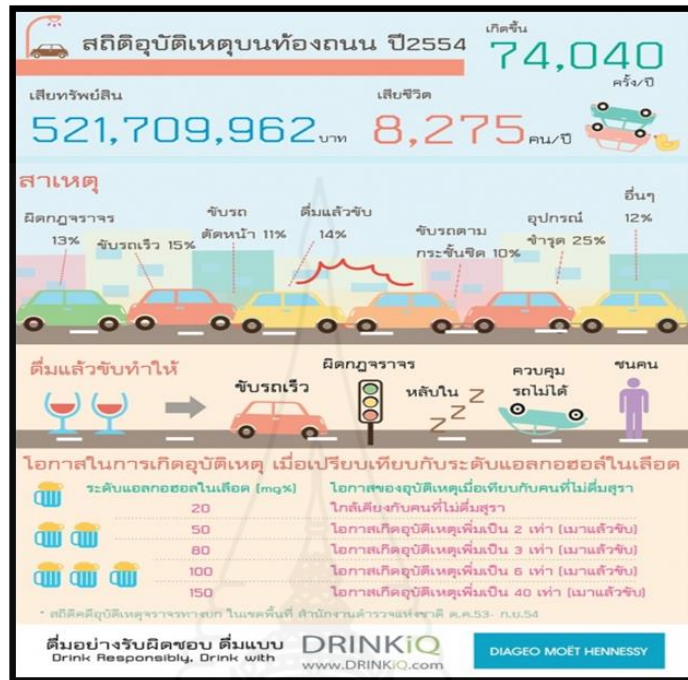 สถิติอุบัติเหตุบนท้องถนน ปี2554
เกิดขึ้น
74,040
ครั้ง/ปี
เสียทรัพย์สิน
521,709,962 บาท
เสียชีวิต
8,275 คน/ปี
สาเหตุ
ผิดกฎจราจร
13%
ขับรถเร็ว 15%
ขับรถ
ตัดหน้า 11%
ดื่มแล้วขับ
14%
ขับรถตาม
กระชั้นชิด 10%
อุปกรณ์
ชำรุด 25%
อื่นๆ
12%
ดื่มแล้วขับทำให้
ขับรถเร็ว
ผิดกฎจราจร
หลับใน
z z z
ควบคุม
รถไม่ได้
ชนคน
โอกาสในการเกิดอุบัติเหตุ เมื่อเปรียบเทียบกับระดับแอลกอฮอล์ในเลือด
ระดับแอลกอฮอลในเลือด (mg%) โอกาสของอุบัติเหตุเมื่อเทียบกับคนที่ไม่ดื่มสุรา
20 ใกล้เคียงกับคนที่ไม่ดื่มสุรา
50 โอกาสเกิดอุบัติเหตุเพิ่มเป็น 2 เท่า (เมาแล้วขับ)
80 โอกาสเกิดอุบัติเหตุเพิ่มเป็น 3 เท่า (เมาแล้วขับ)
100 โอกาสเกิดอุบัติเหตุเพิ่มเป็น 6 เท่า (เมาแล้วขับ)
150 โอกาสเกิดอุบัติเหตุเพิ่มเป็น 40 เท่า (เมาแล้วขับ)
* สถิติคดีอุบัติเหตุจราจรทางบก ในเขตพื้นที่ สำนักงานตำรวจแห่งชาติ ต.ค.53- ก.ย.54
ดื่มอย่างรับผิดชอบ ดื่มแบบ
Drink Responsibly, Drink with
DRINKiQ
www.DRINKiQ.com
DIAGEO MOËT HENNESSY